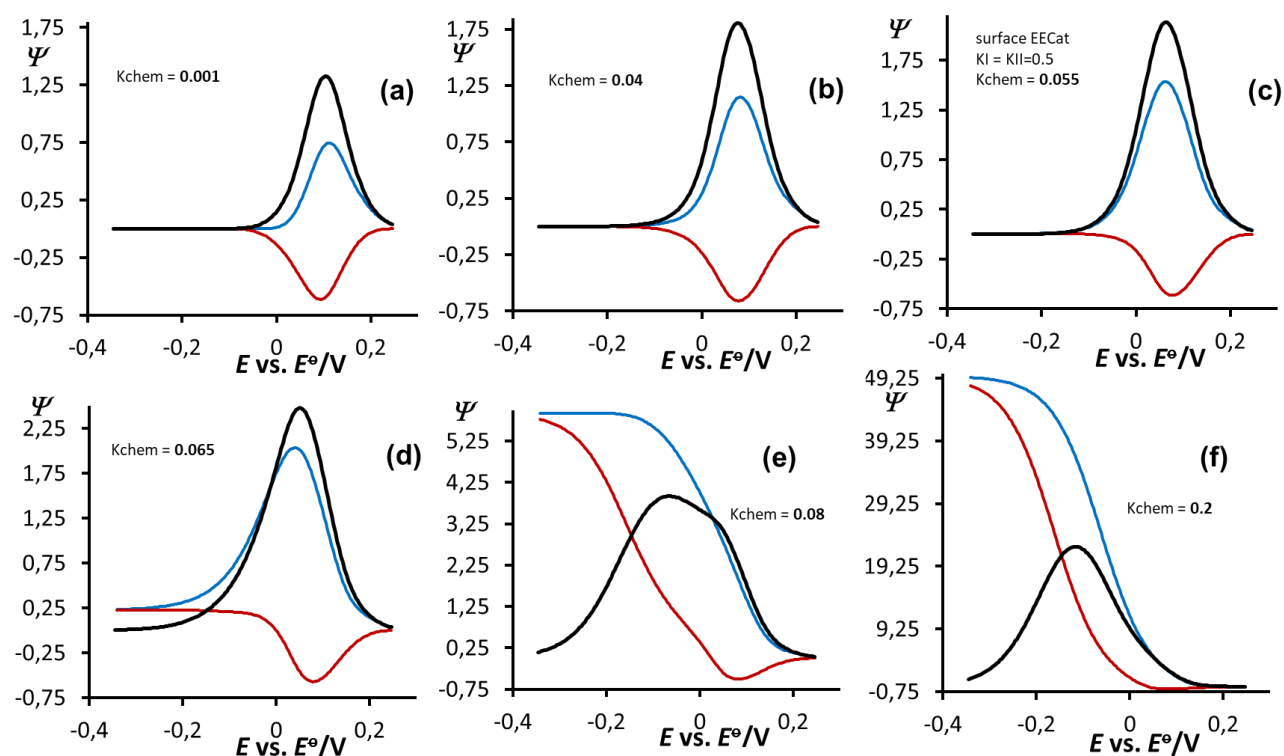 1,75
Ψ
1,25
0,75
0,25
-0,25
-0,75
Kchem = 0.001
(a)
-0,4 -0,2 0 0,2
E vs. E⁰/V
1,75
Ψ
1,25
0,75
0,25
-0,25
-0,75
Kchem = 0.04
(b)
-0,4 -0,2 0 0,2
E vs. E⁰/V
Ψ
1,75
1,25
0,75
0,25
-0,25
-0,75
surface EECat
KI = KII=0.5
Kchem = 0.055
(c)
-0,4 -0,2 0 0,2
E vs. E⁰/V
Ψ
2,25
1,75
1,25
0,75
0,25
-0,25
-0,75
Kchem = 0.065
(d)
-0,4 -0,2 0 0,2
E vs. E⁰/V
Ψ
5,25
4,25
3,25
2,25
1,25
0,25
-0,75
(e)
Kchem = 0.08
-0,4 -0,2 0 0,2
E vs. E⁰/V
49,25
Ψ
39,25
29,25
19,25
9,25
-0,75
(f)
Kchem = 0.2
-0,4 -0,2 0 0,2
E vs. E⁰/V